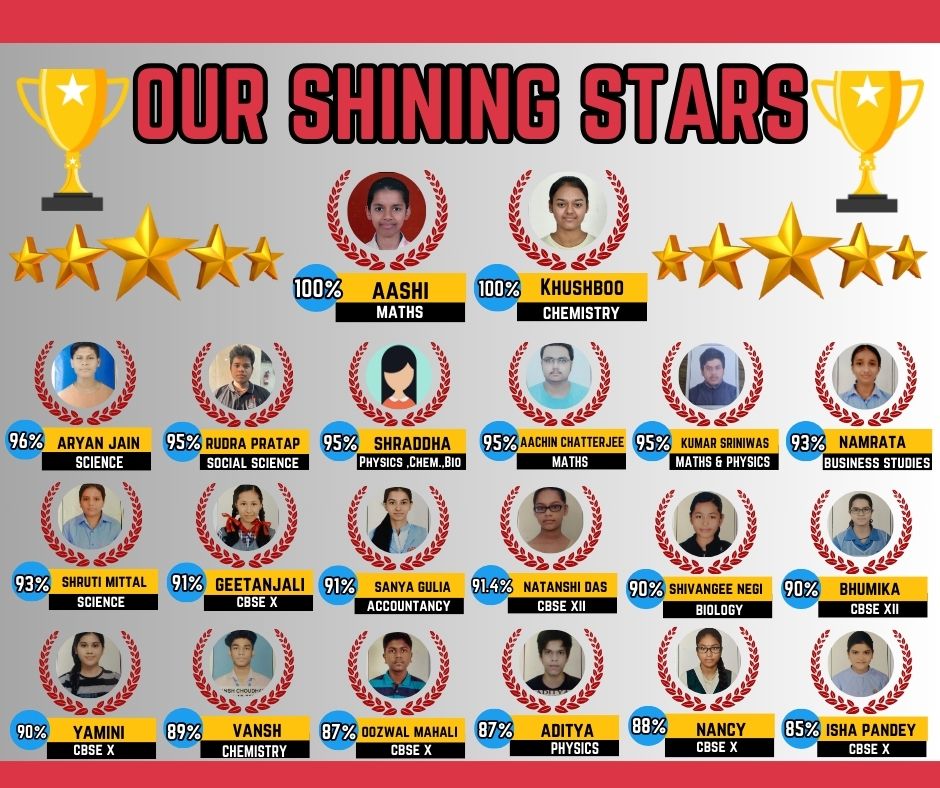 OUR SHINING STARS
100% AASHI
MATHS
100% KHUSHBOO
CHEMISTRY
96% ARYAN JAIN
SCIENCE
95% RUDRA PRATAP
SOCIAL SCIENCE
95% SHRADDHA
PHYSICS ,CHEM.,BIO
95% AACHIN CHATTERJEE
MATHS
95% KUMAR SRINIWAS
MATHS & PHYSICS
93% NAMRATA
BUSINESS STUDIES
93% SHRUTI MITTAL
SCIENCE
91% GEETANJALI
CBSE X
91% SANYA GULIA
ACCOUNTANCY
91.4% NATANSHI DAS
CBSE XII
90% SHIVANGEE NEGI
BIOLOGY
90% BHUMIKA
CBSE XII
90% YAMINI
CBSE X
89% VANSH
CHEMISTRY
87% OOZWAL MAHALI
CBSE X
87% ADITYA
PHYSICS
88% NANCY
CBSE X
85% ISHA PANDEY
CBSE X